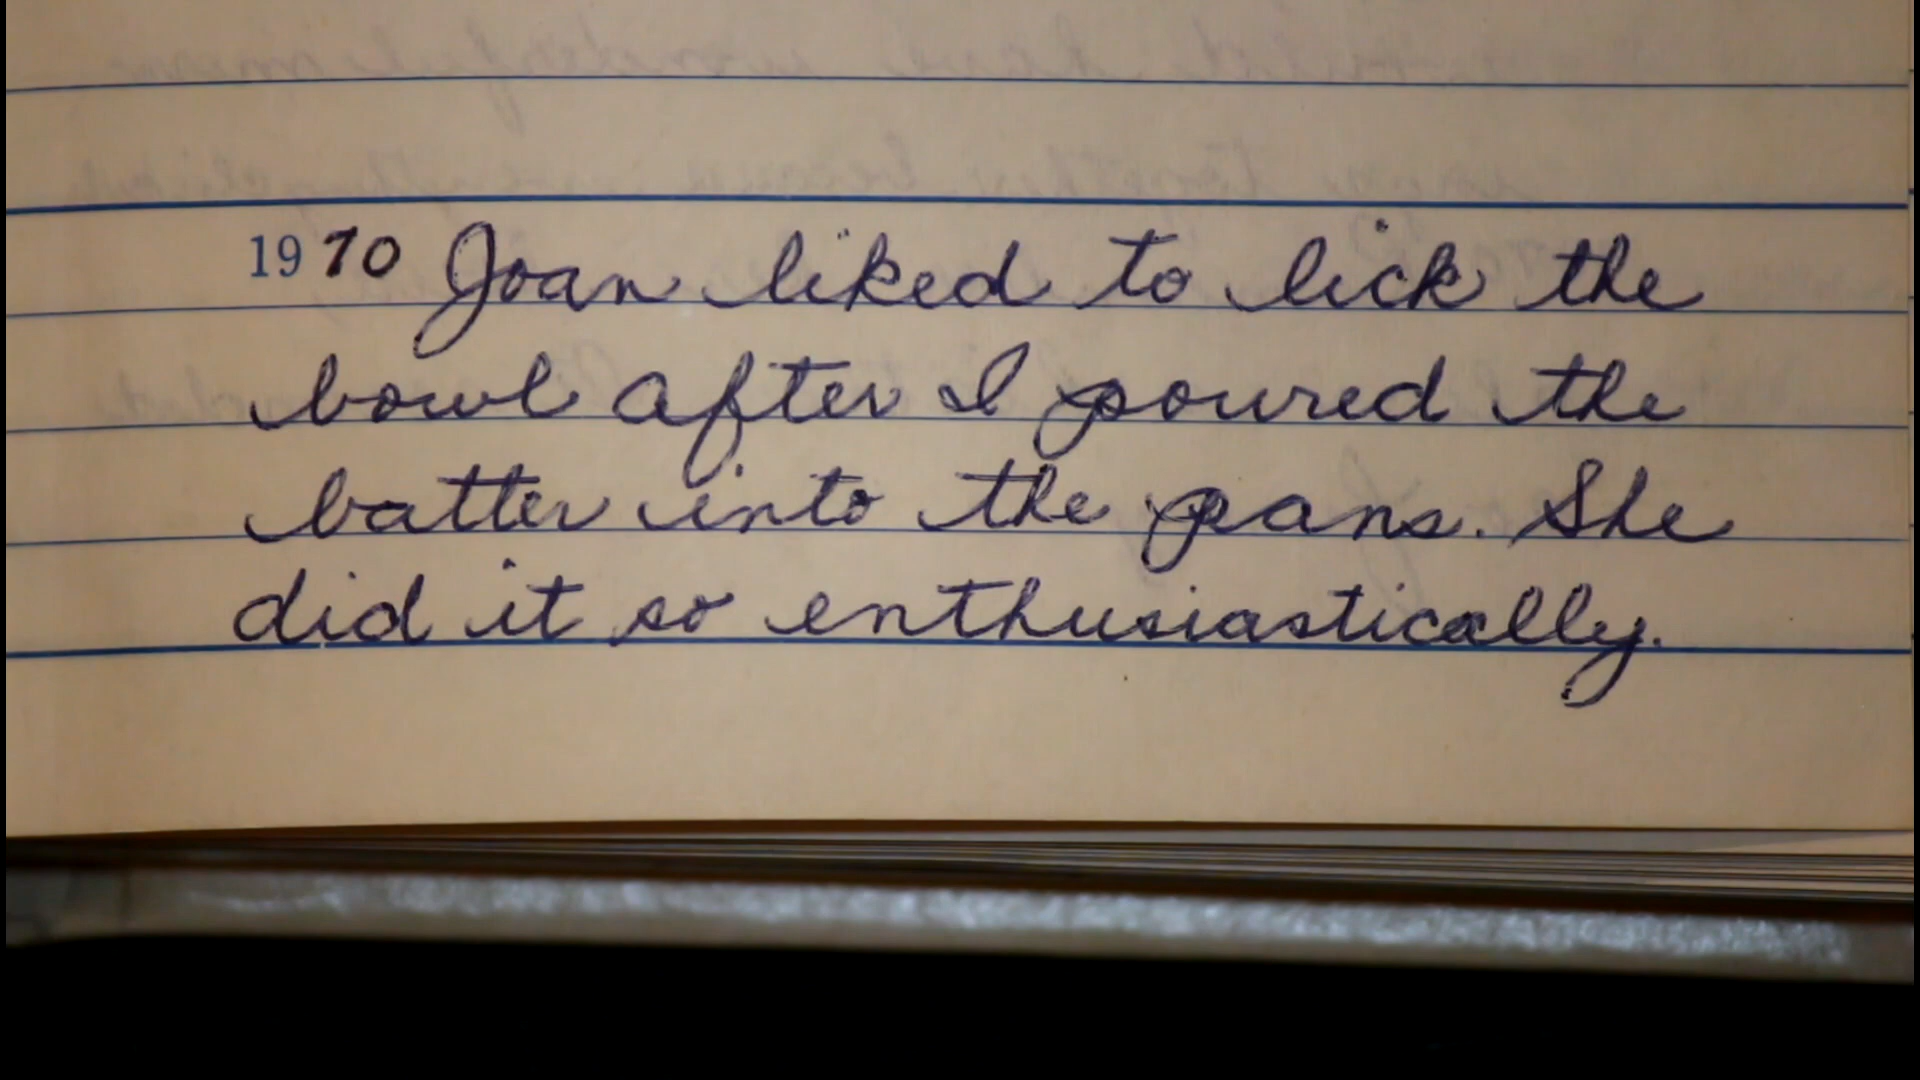 1970 Joan liked to lick the
bowl after I poured the
batter into the pans. She
did it so enthusiastically.